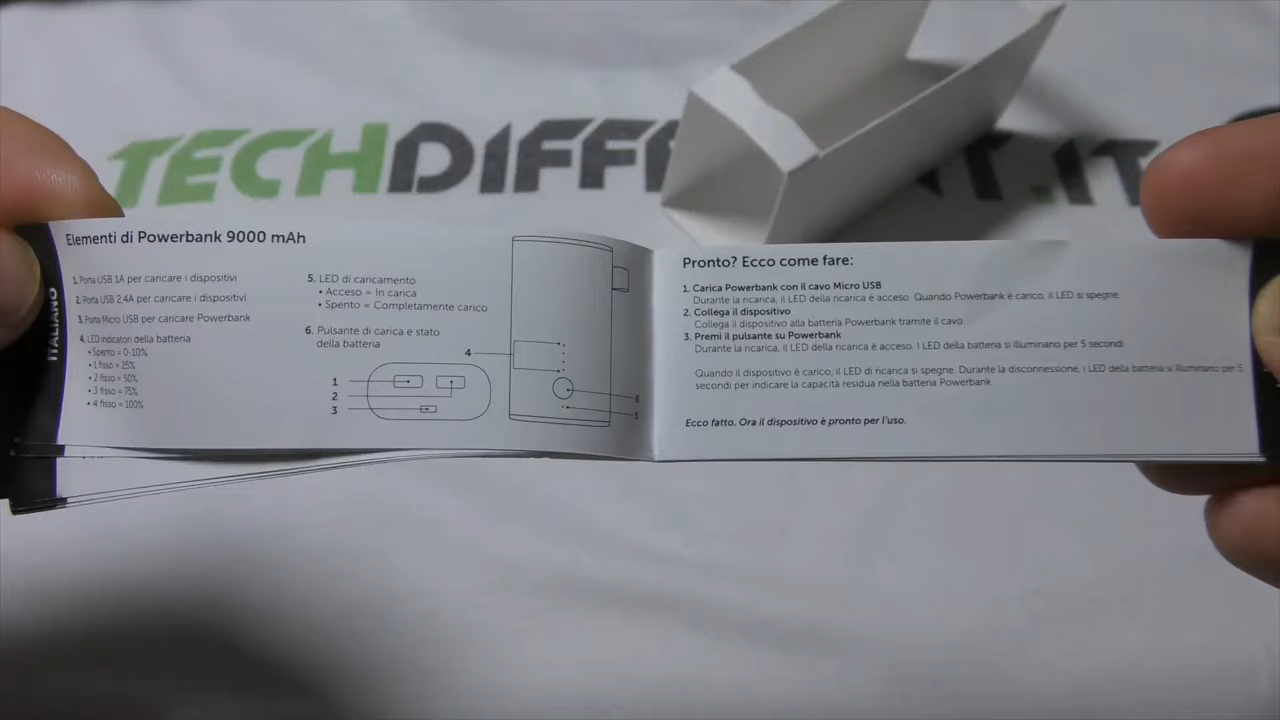 TECHDIFF
T.IT
ITALIANO
Elementi di Powerbank 9000 mAh
1. Porta USB 1A per caricare i dispositivi
2. Porta USB 2,4A per caricare i dispositivi
3. Porta Micro USB per caricare Powerbank
4. LED indicatori della batteria
• Spento = 0-10%
• 1 fisso = 25%
• 2 fisso = 50%
• 3 fisso = 75%
• 4 fisso = 100%
5. LED di caricamento
• Acceso = In carica
• Spento = Completamente carico
6. Pulsante di carica e stato
della batteria
1
2
3
4
6
5
Pronto? Ecco come fare:
1. Carica Powerbank con il cavo Micro USB
Durante la ricarica, il LED della ricarica è acceso Quando Powerbank è carico, il LED si spegne.
2. Collega il dispositivo
Collega il dispositivo alla batteria Powerbank tramite il cavo
3. Premi il pulsante su Powerbank
Durante la ricarica, il LED della ricarica è acceso. I LED della batteria si illuminano per 5 secondi
Quando il dispositivo è carico, il LED di ricarica si spegne. Durante la disconnessione, i LED della batteria si illuminano per 5
secondi per indicare la capacità residua nella batteria Powerbank
Ecco fatto. Ora il dispositivo è pronto per l'uso.